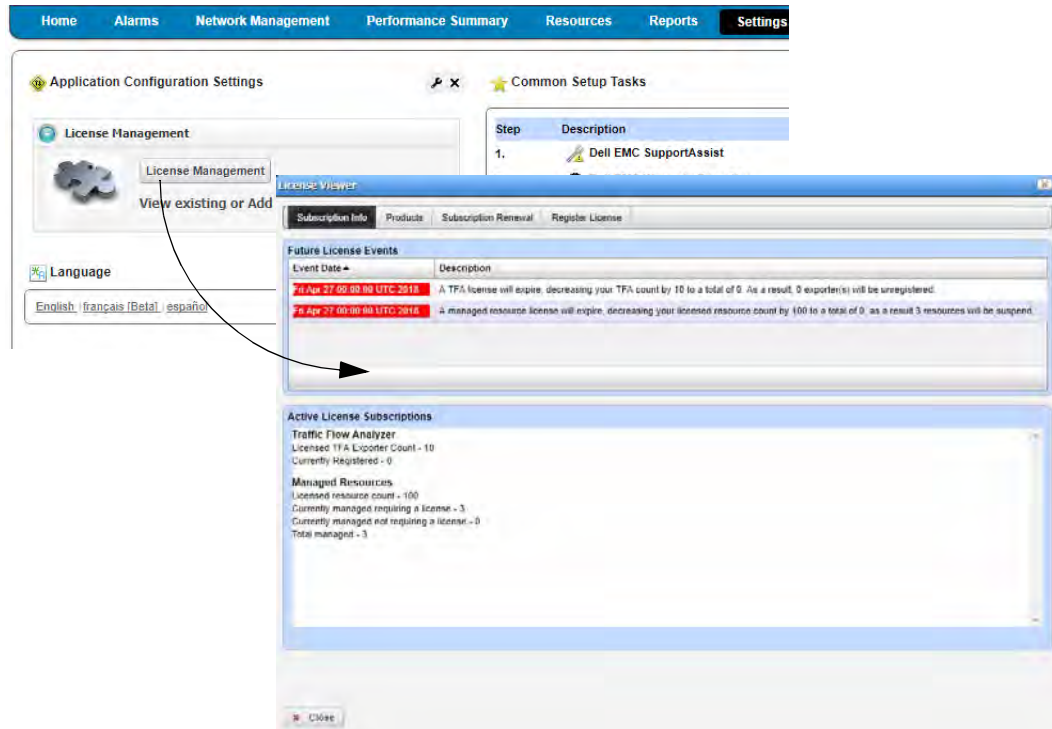 Home Alarms Network Management Performance Summary Resources Reports Settings
Application Configuration Settings
Common Setup Tasks
License Management
Step Description
1. Dell EMC SupportAssist
License Management
View existing or Add
Language
English français [Beta] español
License Viewer
Subscription Info Products Subscription Renewal Register License
Future License Events
Event Date Description
Fri Apr 27 00:00:00 UTC 2018 A TFA license will expire, decreasing your TFA count by 10 to a total of 0. As a result, 0 exporter(s) will be unregistered.
Fri Apr 27 00:00:00 UTC 2018 A managed resource license will expire, decreasing your licensed resource count by 100 to a total of 0, as a result 3 resources will be suspend.
Active License Subscriptions
Traffic Flow Analyzer
Licensed TFA Exporter Count - 10
Currently Registered - 0
Managed Resources
Licensed resource count - 100
Currently managed requiring a license - 3
Currently managed not requiring a license - 0
Total managed - 3
Close